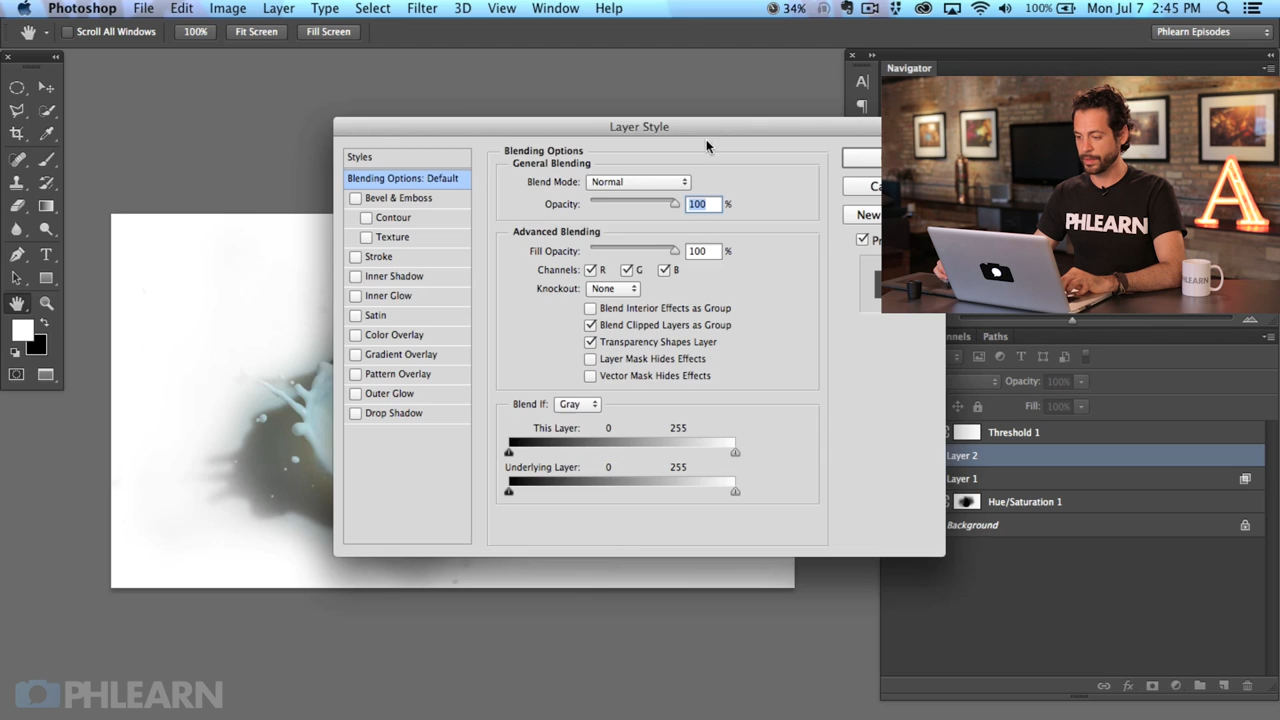 Photoshop File Edit Image Layer Type Select Filter 3D View Window Help 34% 100% Mon Jul 7 2:45 PM
Scroll All Windows 100% Fit Screen Fill Screen Phlearn Episodes
Navigator
Layer Style
Styles
Blending Options: Default
Bevel & Emboss
Contour
Texture
Stroke
Inner Shadow
Inner Glow
Satin
Color Overlay
Gradient Overlay
Pattern Overlay
Outer Glow
Drop Shadow
Blending Options
General Blending
Blend Mode: Normal
Opacity: 100 %
Advanced Blending
Fill Opacity: 100 %
Channels: R G B
Knockout: None
Blend Interior Effects as Group
Blend Clipped Layers as Group
Transparency Shapes Layer
Layer Mask Hides Effects
Vector Mask Hides Effects
Blend If: Gray
This Layer: 0 255
Underlying Layer: 0 255
Ca
New
Pr
PHLEARN
PHLEARN
A
nnels Paths
Opacity: 100%
Fill: 100%
Threshold 1
Layer 2
Layer 1
Hue/Saturation 1
Background
PHLEARN